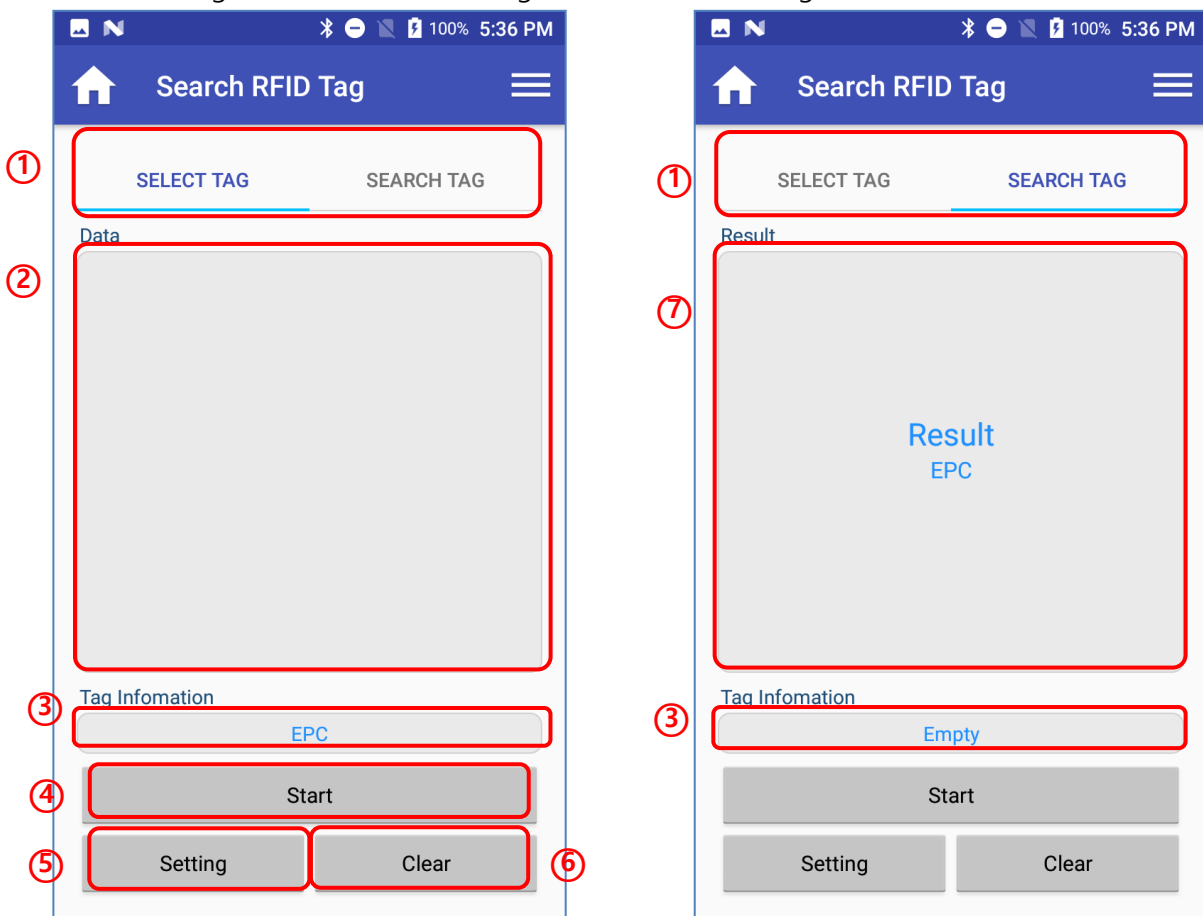 100% 5:36 PM
Search RFID Tag
① SELECT TAG SEARCH TAG
Data
②
③ Tag Infomation
EPC
④ Start
⑤ Setting Clear ⑥
100% 5:36 PM
Search RFID Tag
① SELECT TAG SEARCH TAG
Result
⑦
Result
EPC
Tag Infomation
③ Empty
Start
Setting Clear